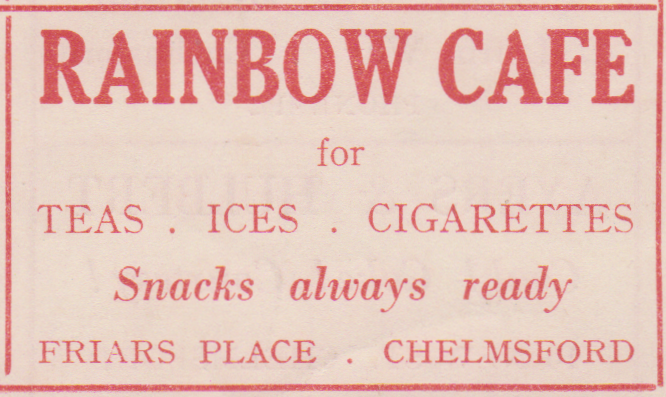 RAINBOW CAFE
for
TEAS . ICES . CIGARETTES
Snacks always ready
FRIARS PLACE . CHELMSFORD